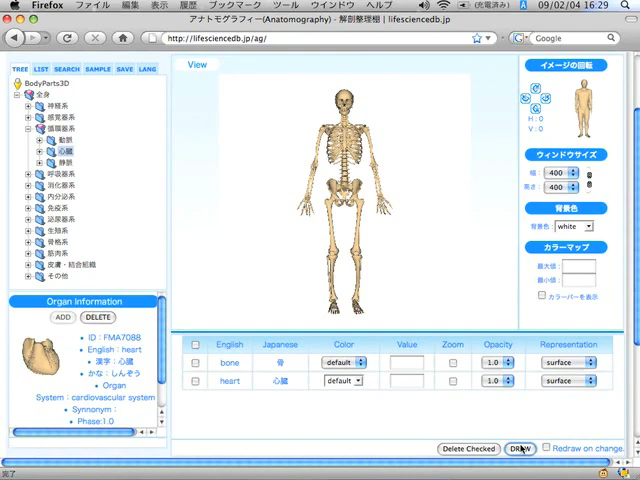 Firefox ファイル 編集 表示 履歴 ブックマーク ツール ウインドウ ヘルプ (充電済み) 09/02/04 16:29
アナトモグラフィー(Anatomography) - 解剖整理棚 | lifesciencedb.jp/ag/
http://lifesciencedb.jp/ag/
Google
TREE LIST SEARCH SAMPLE SAVE LANG
BodyParts3D
全身
神経系
感覚器系
循環器系
動脈
心臓
静脈
呼吸器系
消化器系
内分泌系
免疫系
泌尿器系
生殖系
骨格系
筋肉系
皮膚・結合組織
その他
Organ Information
ADD DELETE
ID：FMA7088
English：heart
漢字：心臓
かな：しんぞう
Organ
System：cardiovascular system
Synnonym：
Phase:1.0
View
イメージの回転
H : 0
V : 0
ウィンドウサイズ
幅： 400
高さ： 400
背景色
背景色： white
カラーマップ
最大値：
最小値：
カラーバーを表示
English Japanese Color Value Zoom Opacity Representation
bone 骨 default 1.0 surface
heart 心臓 default 1.0 surface
Delete Checked DRAW Redraw on change.
完了